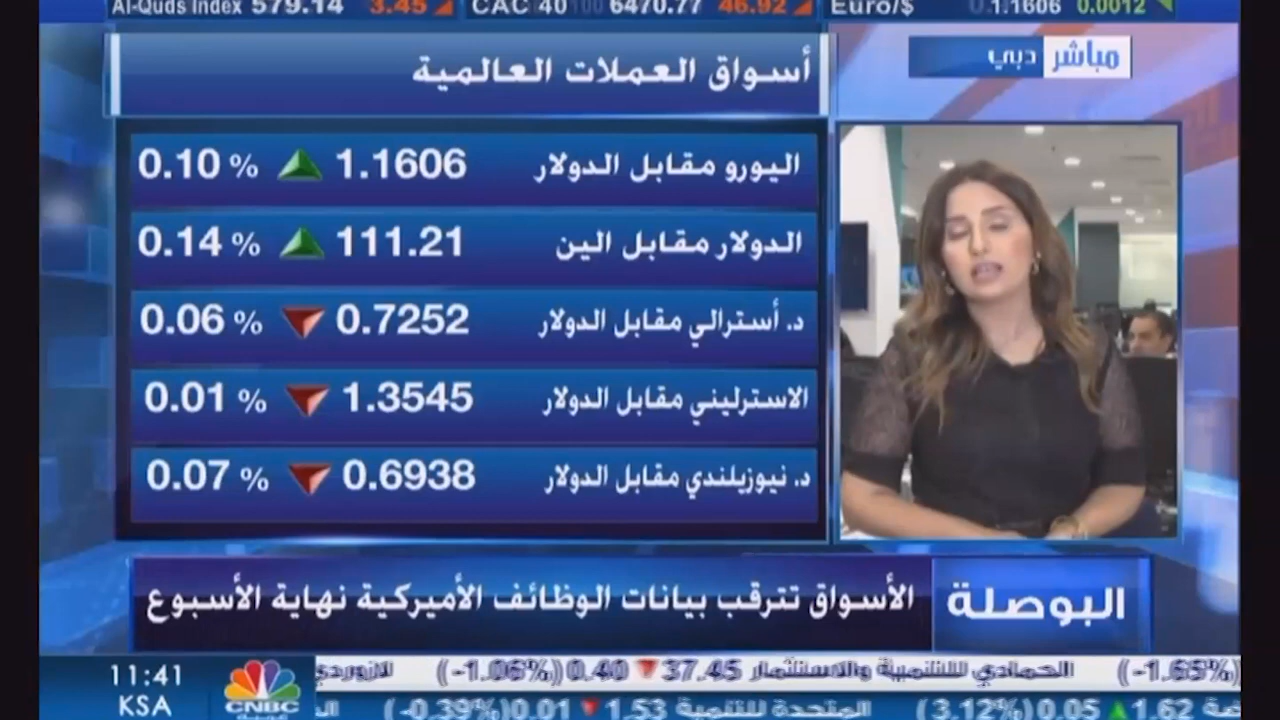 Al-Quds Index 579.14 3.45 CAC 40 6470.77 46.92 Euro/$ 1.1606 0.0012
مباشر دبي
أسواق العملات العالمية
اليورو مقابل الدولار 1.1606 0.10 %
الدولار مقابل الين 111.21 0.14 %
د. أسترالي مقابل الدولار 0.7252 0.06 %
الاسترليني مقابل الدولار 1.3545 0.01 %
د. نيوزيلندي مقابل الدولار 0.6938 0.07 %
البوصلة
الأسواق تترقب بيانات الوظائف الأميركية نهاية الأسبوع
(-1.65%) الحمادي للتنمية والاستثمار 37.45 0.40 (-1.06%) لازوردي
11:41
KSA
CNBC
عربية
1.62 0.05 (3.12%) المتحدة للتنمية 1.53 0.01 (-0.39%)